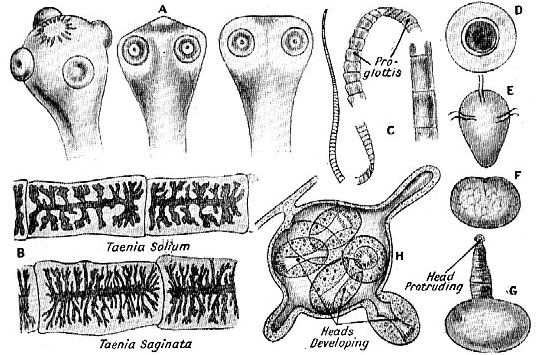 A
D
Pro-
glottis
E
C
F
Taenia Solium
B
H
Head
Protruding
G
Heads
Developing
Taenia Saginata